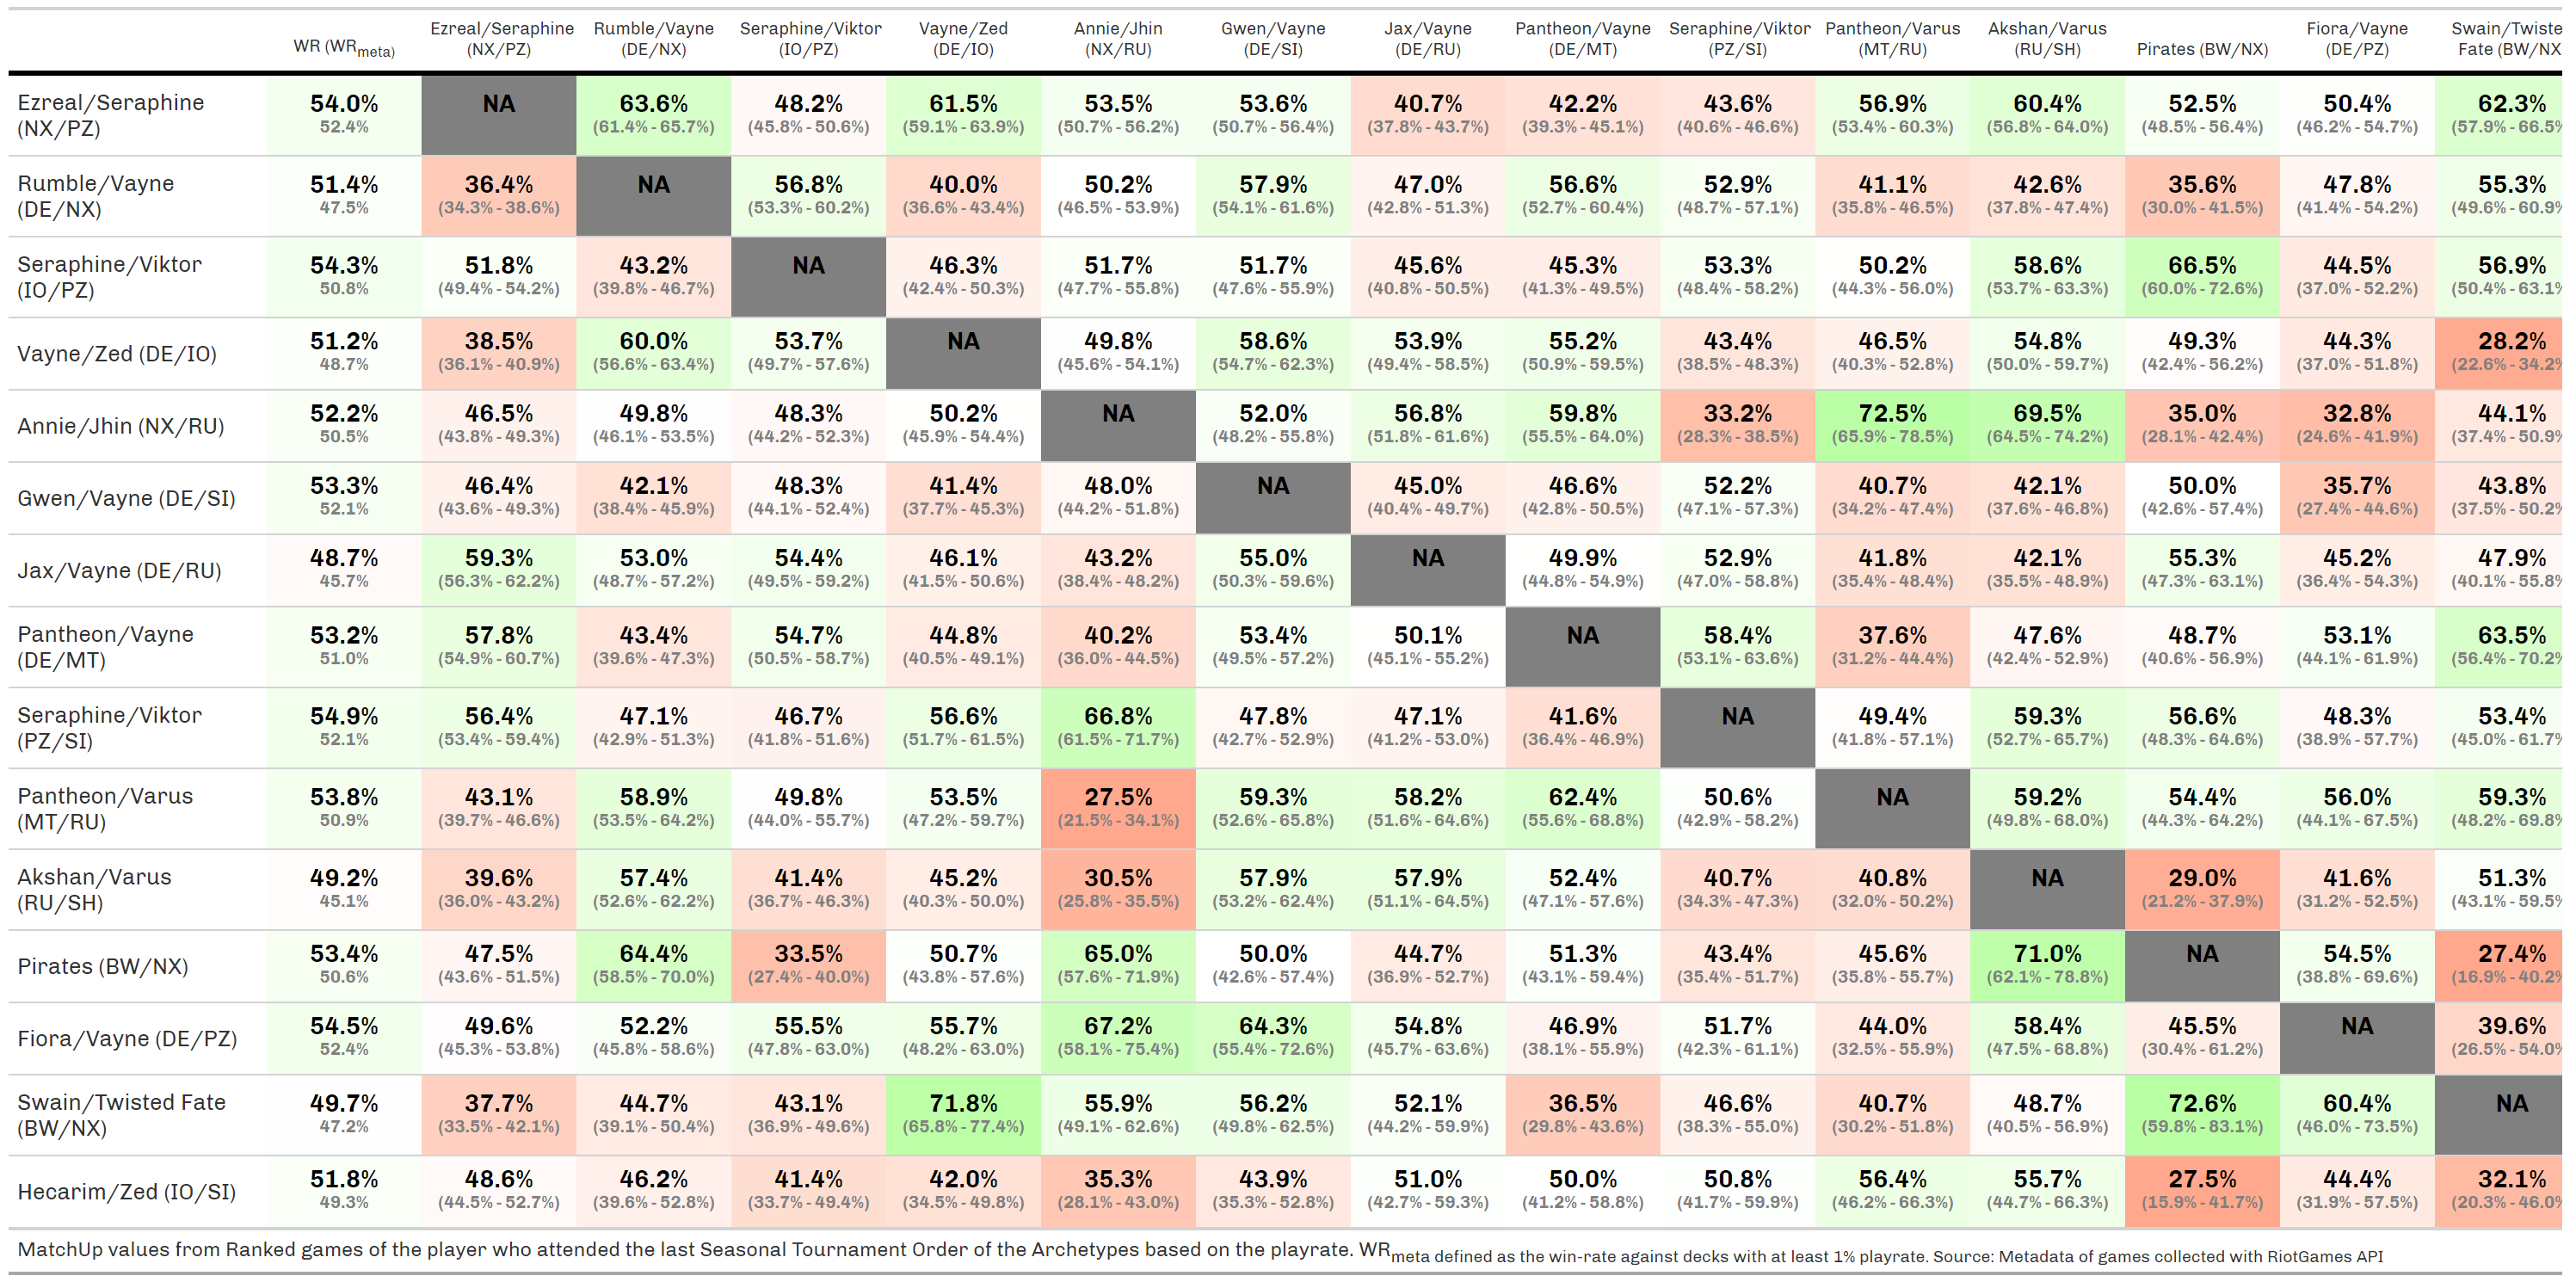 Ezreal/Seraphine Rumble/Vayne Seraphine/Viktor Vayne/Zed Annie/Jhin Gwen/Vayne Jax/Vayne Pantheon/Vayne Seraphine/Viktor Pantheon/Varus Akshan/Varus Fiora/Vayne Swain/Twiste
WR (WRmeta) (NX/PZ) (DE/NX) (IO/PZ) (DE/IO) (NX/RU) (DE/SI) (DE/RU) (DE/MT) (PZ/SI) (MT/RU) (RU/SH) Pirates (BW/NX) (DE/PZ) Fate (BW/NX
Ezreal/Seraphine 54.0% NA 63.6% 48.2% 61.5% 53.5% 53.6% 40.7% 42.2% 43.6% 56.9% 60.4% 52.5% 50.4% 62.3%
(NX/PZ) 52.4% (61.4% - 65.7%) (45.8% - 50.6%) (59.1% - 63.9%) (50.7% - 56.2%) (50.7% - 56.4%) (37.8% - 43.7%) (39.3% - 45.1%) (40.6% - 46.6%) (53.4% - 60.3%) (56.8% - 64.0%) (48.5% - 56.4%) (46.2% - 54.7%) (57.9% - 66.5%
Rumble/Vayne 51.4% 36.4% NA 56.8% 40.0% 50.2% 57.9% 47.0% 56.6% 52.9% 41.1% 42.6% 35.6% 47.8% 55.3%
(DE/NX) 47.5% (34.3% - 38.6%) (53.3% - 60.2%) (36.6% - 43.4%) (46.5% - 53.9%) (54.1% - 61.6%) (42.8% - 51.3%) (52.7% - 60.4%) (48.7% - 57.1%) (35.8% - 46.5%) (37.8% - 47.4%) (30.0% - 41.5%) (41.4% - 54.2%) (49.6% - 60.9%
Seraphine/Viktor 54.3% 51.8% 43.2% NA 46.3% 51.7% 51.7% 45.6% 45.3% 53.3% 50.2% 58.6% 66.5% 44.5% 56.9%
(IO/PZ) 50.8% (49.4% - 54.2%) (39.8% - 46.7%) (42.4% - 50.3%) (47.7% - 55.8%) (47.6% - 55.9%) (40.8% - 50.5%) (41.3% - 49.5%) (48.4% - 58.2%) (44.3% - 56.0%) (53.7% - 63.3%) (60.0% - 72.6%) (37.0% - 52.2%) (50.4% - 63.1%
Vayne/Zed (DE/IO) 51.2% 38.5% 60.0% 53.7% NA 49.8% 58.6% 53.9% 55.2% 43.4% 46.5% 54.8% 49.3% 44.3% 28.2%
48.7% (36.1% - 40.9%) (56.6% - 63.4%) (49.7% - 57.6%) (45.6% - 54.1%) (54.7% - 62.3%) (49.4% - 58.5%) (50.9% - 59.5%) (38.5% - 48.3%) (40.3% - 52.8%) (50.0% - 59.7%) (42.4% - 56.2%) (37.0% - 51.8%) (22.6% - 34.2%
Annie/Jhin (NX/RU) 52.2% 46.5% 49.8% 48.3% 50.2% NA 52.0% 56.8% 59.8% 33.2% 72.5% 69.5% 35.0% 32.8% 44.1%
50.5% (43.8% - 49.3%) (46.1% - 53.5%) (44.2% - 52.3%) (45.9% - 54.4%) (48.2% - 55.8%) (51.8% - 61.6%) (55.5% - 64.0%) (28.3% - 38.5%) (65.9% - 78.5%) (64.5% - 74.2%) (28.1% - 42.4%) (24.6% - 41.9%) (37.4% - 50.9%
Gwen/Vayne (DE/SI) 53.3% 46.4% 42.1% 48.3% 41.4% 48.0% NA 45.0% 46.6% 52.2% 40.7% 42.1% 50.0% 35.7% 43.8%
52.1% (43.6% - 49.3%) (38.4% - 45.9%) (44.1% - 52.4%) (37.7% - 45.3%) (44.2% - 51.8%) (40.4% - 49.7%) (42.8% - 50.5%) (47.1% - 57.3%) (34.2% - 47.4%) (37.6% - 46.8%) (42.6% - 57.4%) (27.4% - 44.6%) (37.5% - 50.2%
Jax/Vayne (DE/RU) 48.7% 59.3% 53.0% 54.4% 46.1% 43.2% 55.0% NA 49.9% 52.9% 41.8% 42.1% 55.3% 45.2% 47.9%
45.7% (56.3% - 62.2%) (48.7% - 57.2%) (49.5% - 59.2%) (41.5% - 50.6%) (38.4% - 48.2%) (50.3% - 59.6%) (44.8% - 54.9%) (47.0% - 58.8%) (35.4% - 48.4%) (35.5% - 48.9%) (47.3% - 63.1%) (36.4% - 54.3%) (40.1% - 55.8%
Pantheon/Vayne 53.2% 57.8% 43.4% 54.7% 44.8% 40.2% 53.4% 50.1% NA 58.4% 37.6% 47.6% 48.7% 53.1% 63.5%
(DE/MT) 51.0% (54.9% - 60.7%) (39.6% - 47.3%) (50.5% - 58.7%) (40.5% - 49.1%) (36.0% - 44.5%) (49.5% - 57.2%) (45.1% - 55.2%) (53.1% - 63.6%) (31.2% - 44.4%) (42.4% - 52.9%) (40.6% - 56.9%) (44.1% - 61.9%) (56.4% - 70.2%
Seraphine/Viktor 54.9% 56.4% 47.1% 46.7% 56.6% 66.8% 47.8% 47.1% 41.6% NA 49.4% 59.3% 56.6% 48.3% 53.4%
(PZ/SI) 52.1% (53.4% - 59.4%) (42.9% - 51.3%) (41.8% - 51.6%) (51.7% - 61.5%) (61.5% - 71.7%) (42.7% - 52.9%) (41.2% - 53.0%) (36.4% - 46.9%) (41.8% - 57.1%) (52.7% - 65.7%) (48.3% - 64.6%) (38.9% - 57.7%) (45.0% - 61.7%
Pantheon/Varus 53.8% 43.1% 58.9% 49.8% 53.5% 27.5% 59.3% 58.2% 62.4% 50.6% NA 59.2% 54.4% 56.0% 59.3%
(MT/RU) 50.9% (39.7% - 46.6%) (53.5% - 64.2%) (44.0% - 55.7%) (47.2% - 59.7%) (21.5% - 34.1%) (52.6% - 65.8%) (51.6% - 64.6%) (55.6% - 68.8%) (42.9% - 58.2%) (49.8% - 68.0%) (44.3% - 64.2%) (44.1% - 67.5%) (48.2% - 69.8%
Akshan/Varus 49.2% 39.6% 57.4% 41.4% 45.2% 30.5% 57.9% 57.9% 52.4% 40.7% 40.8% NA 29.0% 41.6% 51.3%
(RU/SH) 45.1% (36.0% - 43.2%) (52.6% - 62.2%) (36.7% - 46.3%) (40.3% - 50.0%) (25.8% - 35.5%) (53.2% - 62.4%) (51.1% - 64.5%) (47.1% - 57.6%) (34.3% - 47.3%) (32.0% - 50.2%) (21.2% - 37.9%) (31.2% - 52.5%) (43.1% - 59.5%
Pirates (BW/NX) 53.4% 47.5% 64.4% 33.5% 50.7% 65.0% 50.0% 44.7% 51.3% 43.4% 45.6% 71.0% NA 54.5% 27.4%
50.6% (43.6% - 51.5%) (58.5% - 70.0%) (27.4% - 40.0%) (43.8% - 57.6%) (57.6% - 71.9%) (42.6% - 57.4%) (36.9% - 52.7%) (43.1% - 59.4%) (35.4% - 51.7%) (35.8% - 55.7%) (62.1% - 78.8%) (38.8% - 69.6%) (16.9% - 40.2%
Fiora/Vayne (DE/PZ) 54.5% 49.6% 52.2% 55.5% 55.7% 67.2% 64.3% 54.8% 46.9% 51.7% 44.0% 58.4% 45.5% NA 39.6%
52.4% (45.3% - 53.8%) (45.8% - 58.6%) (47.8% - 63.0%) (48.2% - 63.0%) (58.1% - 75.4%) (55.4% - 72.6%) (45.7% - 63.6%) (38.1% - 55.9%) (42.3% - 61.1%) (32.5% - 55.9%) (47.5% - 68.8%) (30.4% - 61.2%) (26.5% - 54.0%
Swain/Twisted Fate 49.7% 37.7% 44.7% 43.1% 71.8% 55.9% 56.2% 52.1% 36.5% 46.6% 40.7% 48.7% 72.6% 60.4% NA
(BW/NX) 47.2% (33.5% - 42.1%) (39.1% - 50.4%) (36.9% - 49.6%) (65.8% - 77.4%) (49.1% - 62.6%) (49.8% - 62.5%) (44.2% - 59.9%) (29.8% - 43.6%) (38.3% - 55.0%) (30.2% - 51.8%) (40.5% - 56.9%) (59.8% - 83.1%) (46.0% - 73.5%)
Hecarim/Zed (IO/SI) 51.8% 48.6% 46.2% 41.4% 42.0% 35.3% 43.9% 51.0% 50.0% 50.8% 56.4% 55.7% 27.5% 44.4% 32.1%
49.3% (44.5% - 52.7%) (39.6% - 52.8%) (33.7% - 49.4%) (34.5% - 49.8%) (28.1% - 43.0%) (35.3% - 52.8%) (42.7% - 59.3%) (41.2% - 58.8%) (41.7% - 59.9%) (46.2% - 66.3%) (44.7% - 66.3%) (15.9% - 41.7%) (31.9% - 57.5%) (20.3% - 46.0%
MatchUp values from Ranked games of the player who attended the last Seasonal Tournament Order of the Archetypes based on the playrate. WRmeta defined as the win-rate against decks with at least 1% playrate. Source: Metadata of games collected with RiotGames API